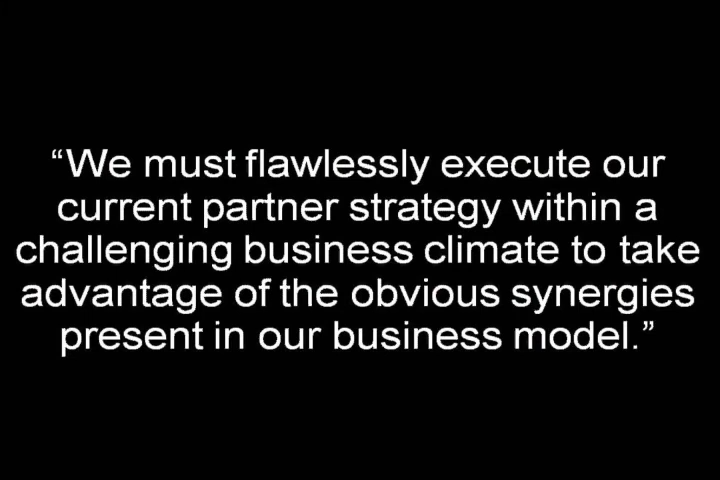 “We must flawlessly execute our
current partner strategy within a
challenging business climate to take
advantage of the obvious synergies
present in our business model.”